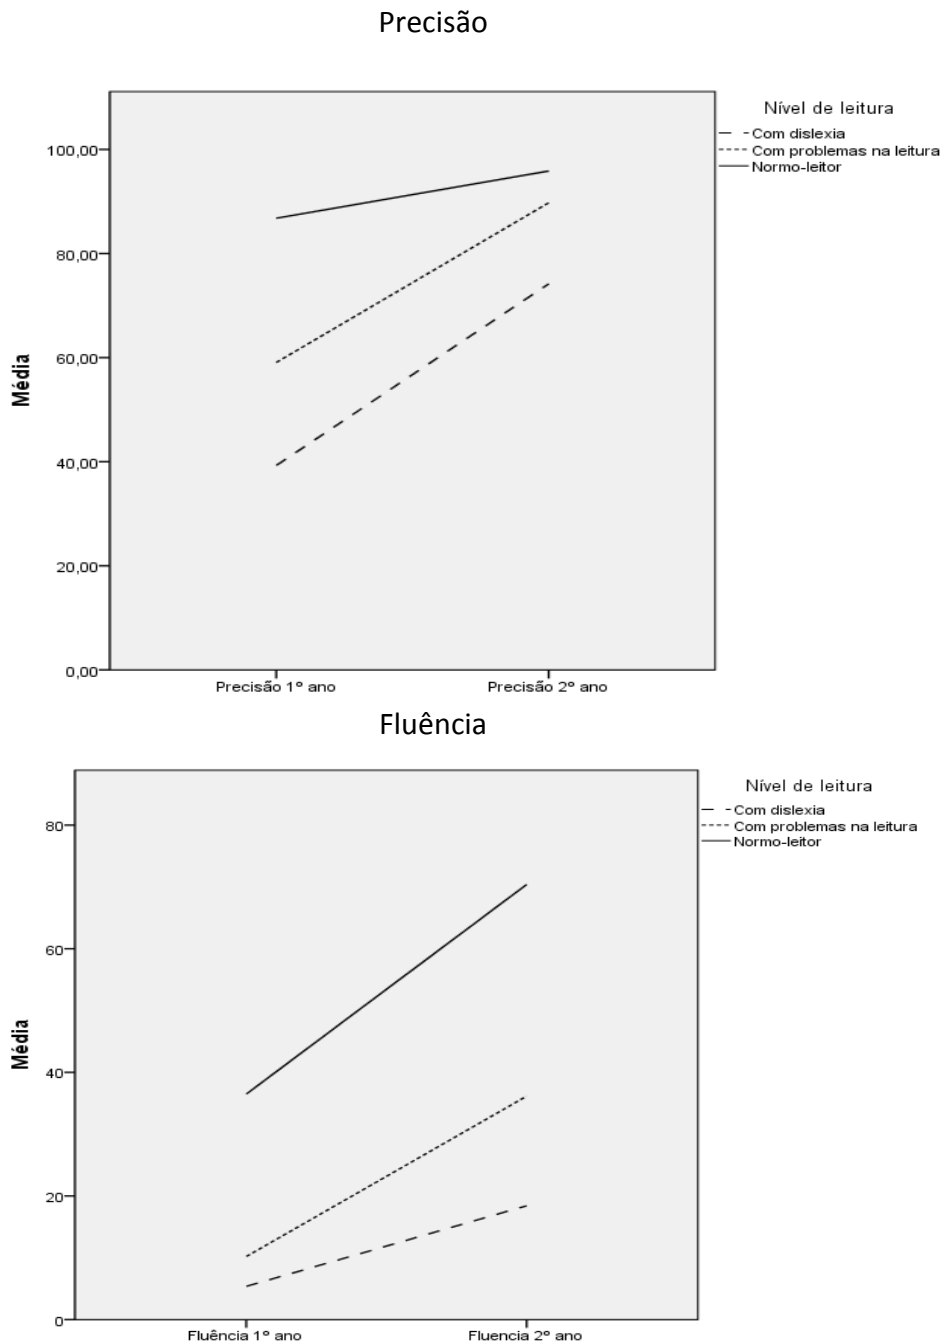 Precisão
Nível de leitura
Com dislexia
Com problemas na leitura
Normo-leitor
100,00
80,00
60,00
40,00
20,00
0,00
Média
Precisão 1º ano
Precisão 2º ano
Fluência
Nível de leitura
Com dislexia
Com problemas na leitura
Normo-leitor
80
60
40
20
0
Média
Fluência 1º ano
Fluencia 2º ano